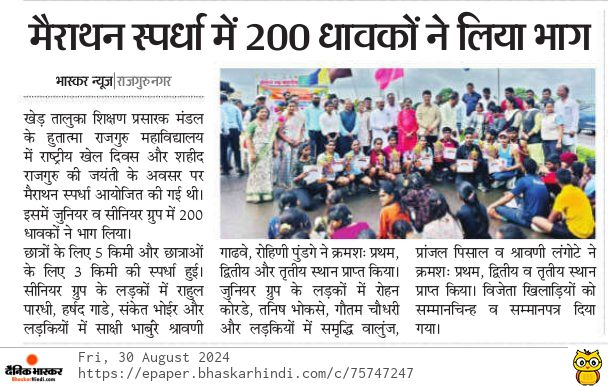 मैराथन स्पर्धा में 200 धावकों ने लिया भाग
भास्कर न्यूज|राजगुरुनगर
खेड़ तालुका शिक्षण प्रसारक मंडल
के हुतात्मा राजगुरु महाविद्यालय
में राष्ट्रीय खेल दिवस और शहीद
राजगुरु की जयंती के अवसर पर
मैराथन स्पर्धा आयोजित की गई थी।
इसमें जुनियर व सीनियर ग्रुप में 200
धावकों ने भाग लिया।
छात्रों के लिए 5 किमी और छात्राओं
के लिए 3 किमी की स्पर्धा हुई।
सीनियर ग्रुप के लड़कों में राहुल
पारधी, हर्षद गाडे, संकेत भोईर और
लड़कियों में साक्षी भाबुरे श्रावणी
गाढवे, रोहिणी पुंडगे ने क्रमशः प्रथम,
द्वितीय और तृतीय स्थान प्राप्त किया।
जुनियर ग्रुप के लड़कों में रोहन
कोरडे, तनिष भोकसे, गौतम चौधरी
और लड़कियों में समृद्धि वालुंज,
प्रांजल पिसाल व श्रावणी लंगोटे ने
क्रमशः प्रथम, द्वितीय व तृतीय स्थान
प्राप्त किया। विजेता खिलाड़ियों को
सम्मानचिन्ह व सम्मानपत्र दिया
गया।
दैनिक भास्कर
BhaskarHindi.com
Fri, 30 August 2024
https://epaper.bhaskarhindi.com/c/75747247